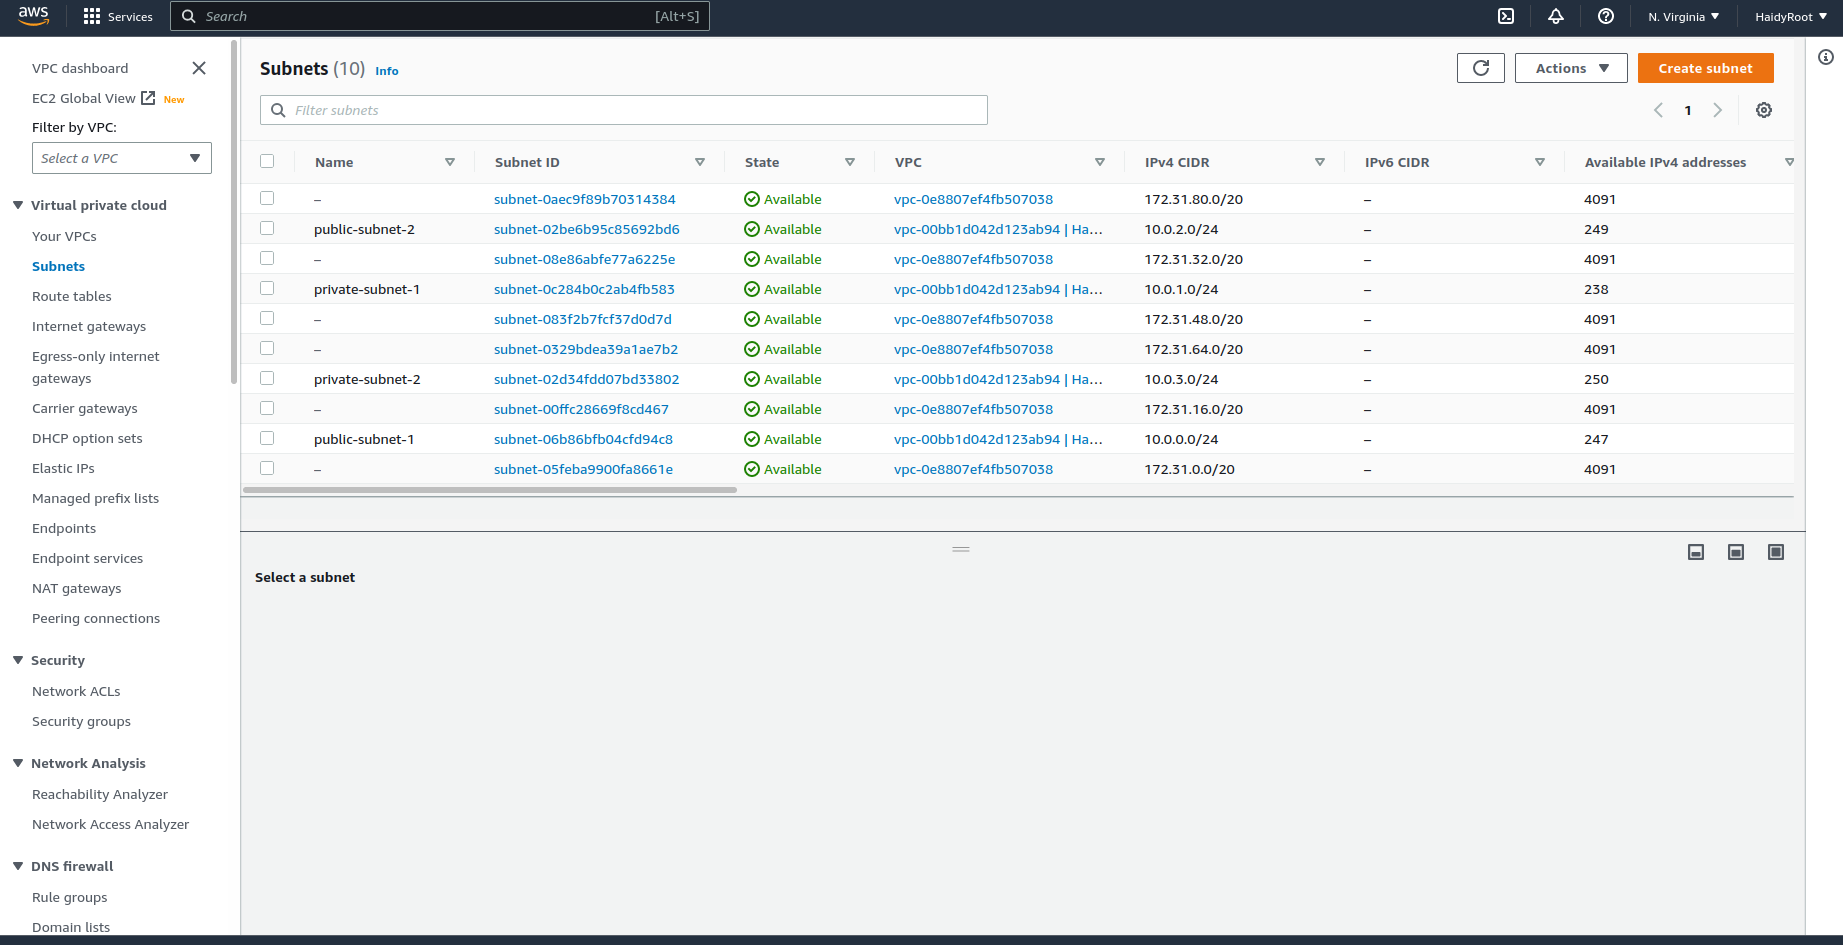 aws Services Search [Alt+S] N. Virginia HaidyRoot
VPC dashboard
EC2 Global View New
Filter by VPC:
Select a VPC
Virtual private cloud
Your VPCs
Subnets
Route tables
Internet gateways
Egress-only internet
gateways
Carrier gateways
DHCP option sets
Elastic IPs
Managed prefix lists
Endpoints
Endpoint services
NAT gateways
Peering connections
Security
Network ACLs
Security groups
Network Analysis
Reachability Analyzer
Network Access Analyzer
DNS firewall
Rule groups
Domain lists
Subnets (10) Info
Actions Create subnet
Filter subnets
1
Name Subnet ID State VPC IPv4 CIDR IPv6 CIDR Available IPv4 addresses
– subnet-0aec9f89b70314384 Available vpc-0e8807ef4fb507038 172.31.80.0/20 – 4091
public-subnet-2 subnet-02be6b95c85692bd6 Available vpc-00bb1d042d123ab94 | Ha... 10.0.2.0/24 – 249
– subnet-08e86abfe77a6225e Available vpc-0e8807ef4fb507038 172.31.32.0/20 – 4091
private-subnet-1 subnet-0c284b0c2ab4fb583 Available vpc-00bb1d042d123ab94 | Ha... 10.0.1.0/24 – 238
– subnet-083f2b7fcf37d0d7d Available vpc-0e8807ef4fb507038 172.31.48.0/20 – 4091
– subnet-0329bdea39a1ae7b2 Available vpc-0e8807ef4fb507038 172.31.64.0/20 – 4091
private-subnet-2 subnet-02d34fdd07bd33802 Available vpc-00bb1d042d123ab94 | Ha... 10.0.3.0/24 – 250
– subnet-00ffc28669f8cd467 Available vpc-0e8807ef4fb507038 172.31.16.0/20 – 4091
public-subnet-1 subnet-06b86bfb04cfd94c8 Available vpc-00bb1d042d123ab94 | Ha... 10.0.0.0/24 – 247
– subnet-05feba9900fa8661e Available vpc-0e8807ef4fb507038 172.31.0.0/20 – 4091
Select a subnet